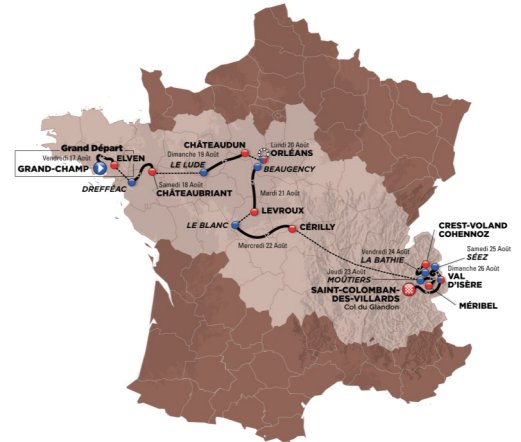 Grand Départ
Vendredi 17 Août
GRAND-CHAMP
ELVEN
DREFFÉAC
Samedi 18 Août
CHÂTEAUBRIANT
CHÂTEAUDUN
Dimanche 19 Août
LE LUDE
Lundi 20 Août
ORLÉANS
BEAUGENCY
Mardi 21 Août
LEVROUX
LE BLANC
CÉRILLY
Mercredi 22 Août
CREST-VOLAND
COHENNOZ
Vendredi 24 Août
LA BATHIE
Samedi 25 Août
SÉEZ
Jeudi 23 Août
MOÛTIERS
Dimanche 26 Août
VAL
D'ISÈRE
SAINT-COLOMBAN-
DES-VILLARDS
Col du Glandon
MÉRIBEL